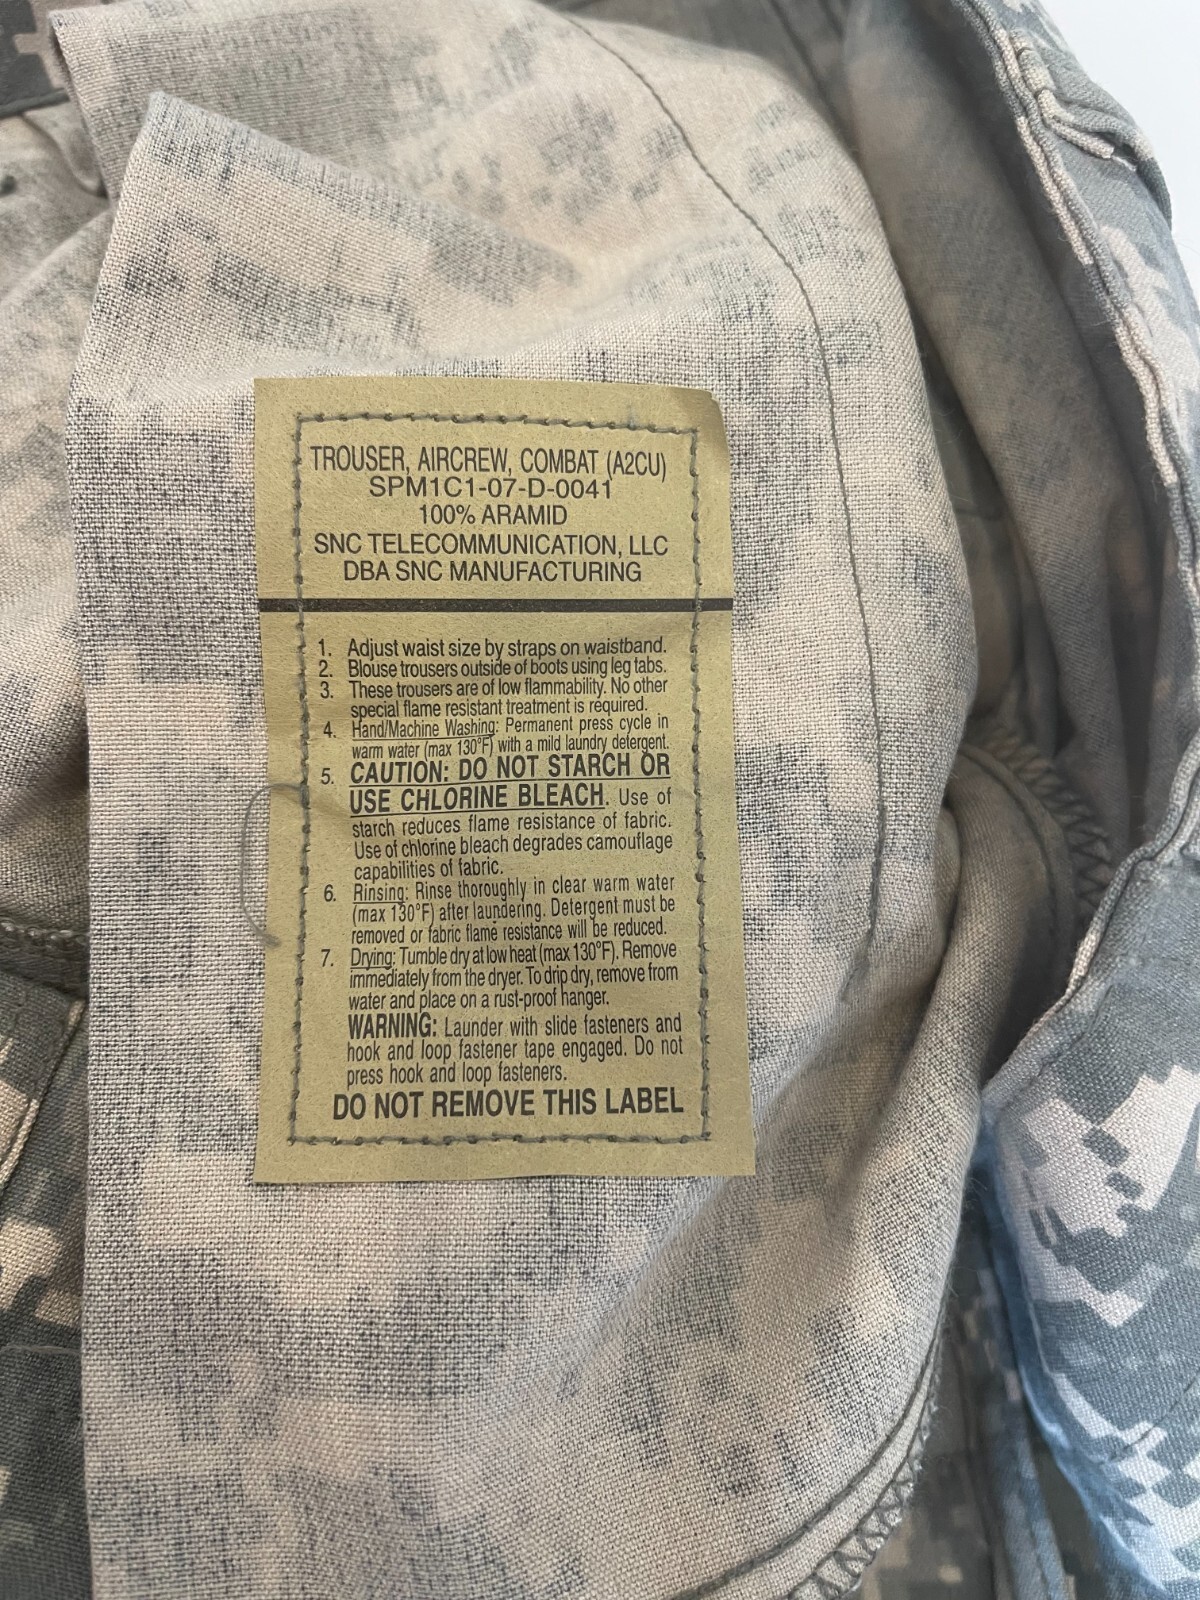 TROUSER, AIRCREW, COMBAT (A2CU)
SPM1C1-07-D-0041
100% ARAMID
SNC TELECOMMUNICATION, LLC
DBA SNC MANUFACTURING
1. Adjust waist size by straps on waistband.
2. Blouse trousers outside of boots using leg tabs.
3. These trousers are of low flammability. No other
special flame resistant treatment is required.
4. Hand/Machine Washing: Permanent press cycle in
warm water (max 130°F) with a mild laundry detergent.
5. CAUTION: DO NOT STARCH OR
USE CHLORINE BLEACH. Use of
starch reduces flame resistance of fabric.
Use of chlorine bleach degrades camouflage
capabilities of fabric.
6. Rinsing: Rinse thoroughly in clear warm water
(max 130°F) after laundering. Detergent must be
removed or fabric flame resistance will be reduced.
7. Drying: Tumble dry at low heat (max 130°F). Remove
immediately from the dryer. To drip dry, remove from
water and place on a rust-proof hanger.
WARNING: Launder with slide fasteners and
hook and loop fastener tape engaged. Do not
press hook and loop fasteners.
DO NOT REMOVE THIS LABEL